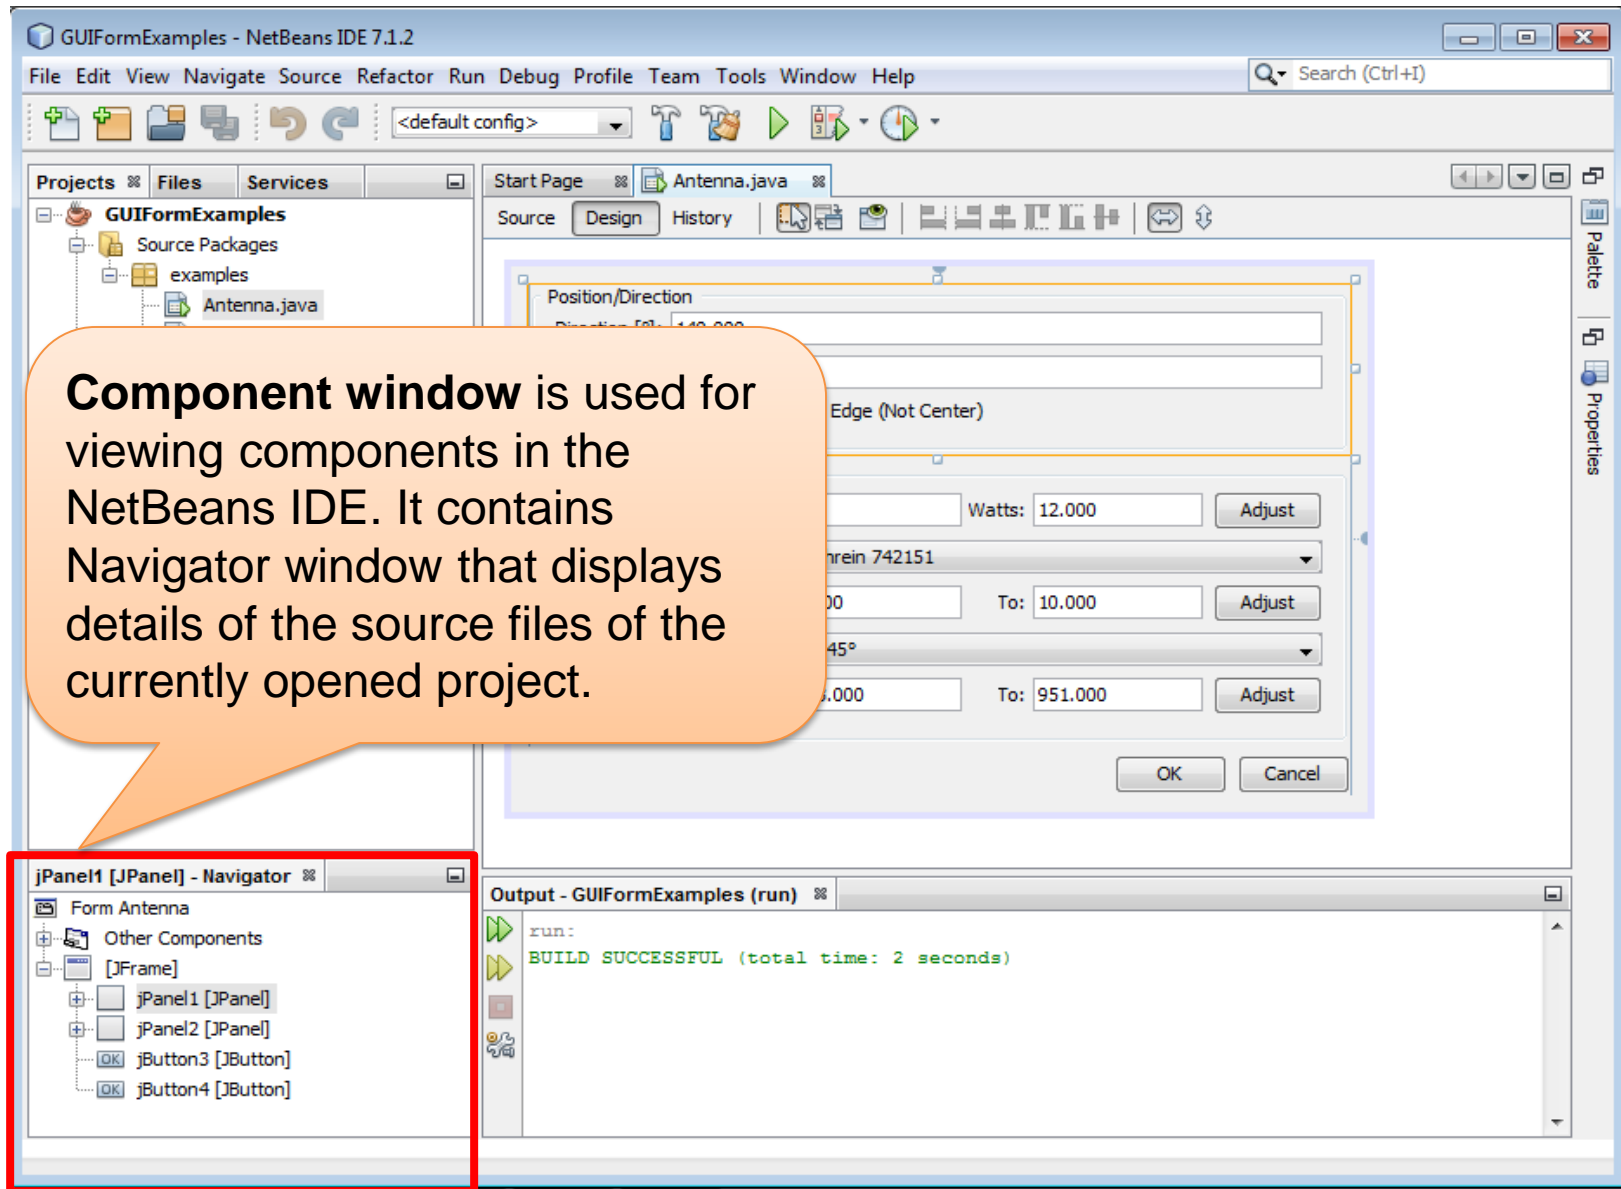 GUIFormExamples - NetBeans IDE 7.1.2
File Edit View Navigate Source Refactor Run Debug Profile Team Tools Window Help
Search (Ctrl+I)
<default config>
Projects Files Services
GUIFormExamples
Source Packages
examples
Antenna.java
Start Page Antenna.java
Source Design History
Palette
Properties
Position/Direction
Edge (Not Center)
Watts: 12.000 Adjust
742151
To: 10.000 Adjust
45°
To: 951.000 Adjust
OK Cancel
Component window is used for
viewing components in the
NetBeans IDE. It contains
Navigator window that displays
details of the source files of the
currently opened project.
jPanel1 [JPanel] - Navigator
Form Antenna
Other Components
[JFrame]
jPanel1 [JPanel]
jPanel2 [JPanel]
OK jButton3 [JButton]
OK jButton4 [JButton]
Output - GUIFormExamples (run)
run:
BUILD SUCCESSFUL (total time: 2 seconds)